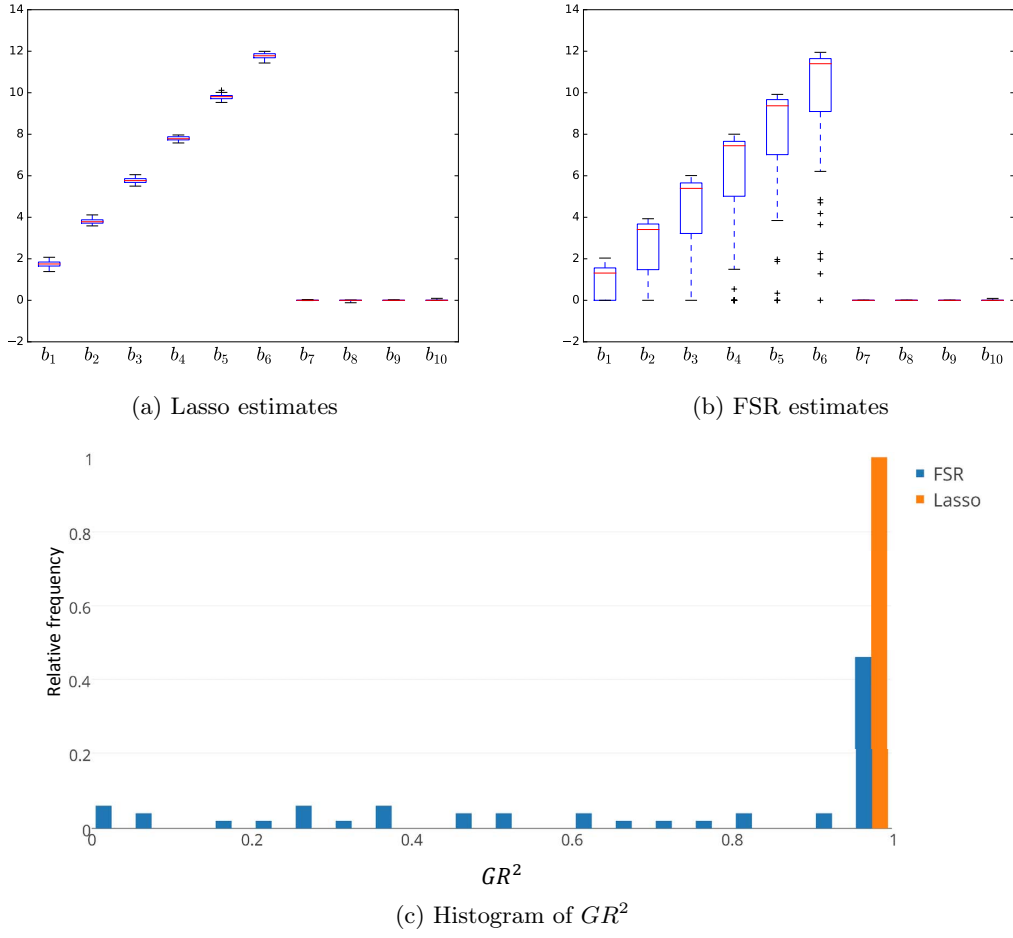 14
12
10
8
6
4
2
0
−2
b1 b2 b3 b4 b5 b6 b7 b8 b9 b10
(a) Lasso estimates
14
12
10
8
6
4
2
0
−2
b1 b2 b3 b4 b5 b6 b7 b8 b9 b10
(b) FSR estimates
Relative frequency
1
0.8
0.6
0.4
0.2
0
0 0.2 0.4 0.6 0.8 1
FSR
Lasso
GR²
(c) Histogram of GR²